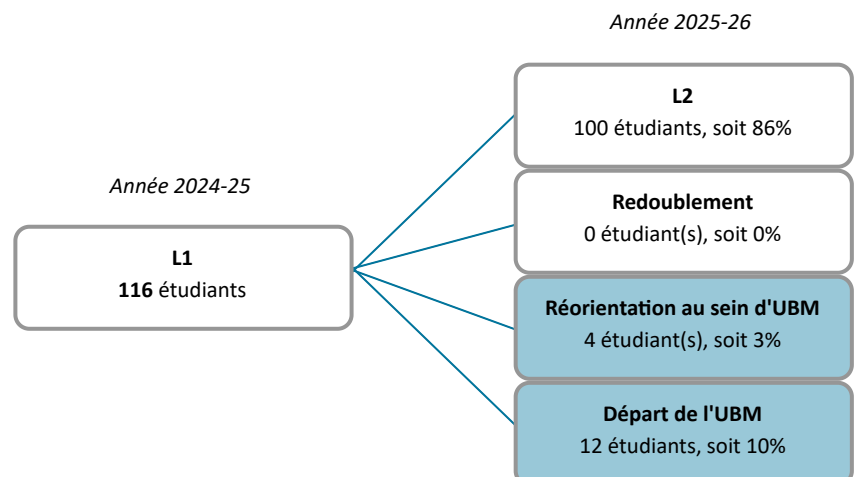 Année 2025-26
L2
100 étudiants, soit 86%
Année 2024-25
Redoublement
0 étudiant(s), soit 0%
L1
116 étudiants
Réorientation au sein d'UBM
4 étudiant(s), soit 3%
Départ de l'UBM
12 étudiants, soit 10%